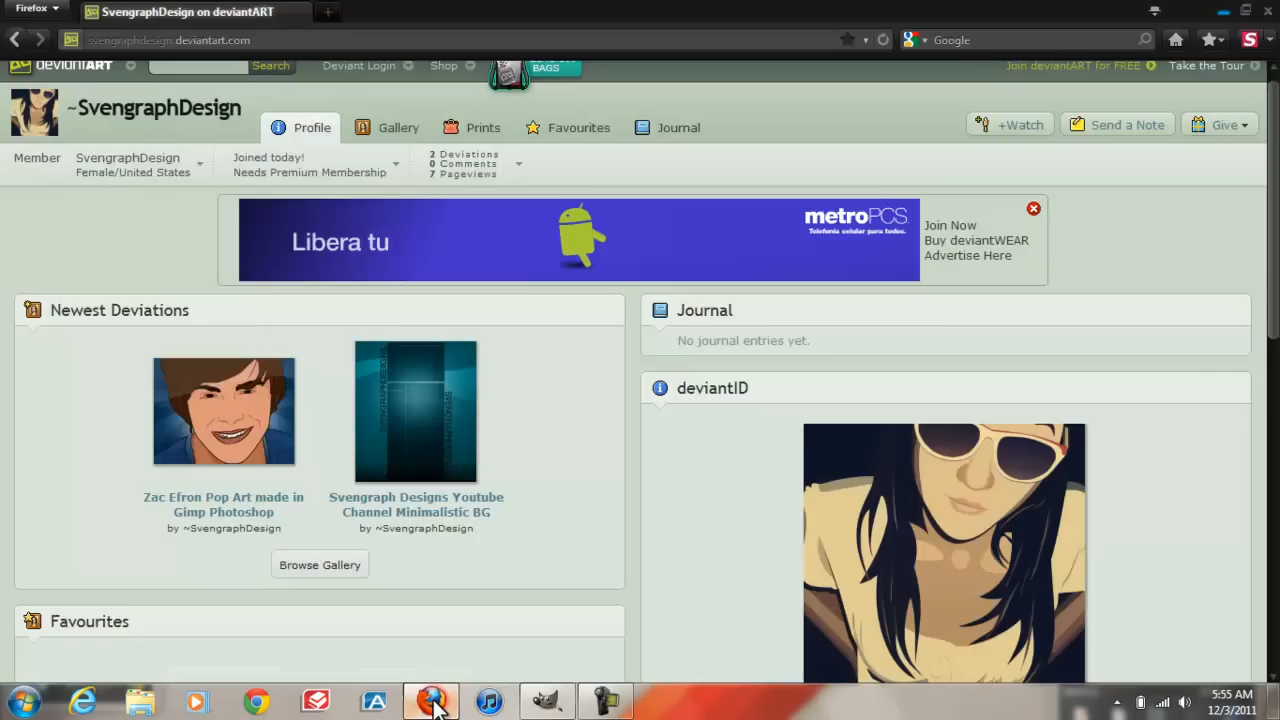 Firefox
SvengraphDesign on deviantART
svengraphdesign.deviantart.com
Google
deviantART
Search
Deviant Login
Shop
BAGS
Join deviantART for FREE
Take the Tour
~SvengraphDesign
Profile
Gallery
Prints
Favourites
Journal
+Watch
Send a Note
Give
Member
SvengraphDesign
Female/United States
Joined today!
Needs Premium Membership
2 Deviations
0 Comments
7 Pageviews
Libera tu
metroPCS
Telefonía celular para todos.
Join Now
Buy deviantWEAR
Advertise Here
Newest Deviations
Zac Efron Pop Art made in
Gimp Photoshop
by ~SvengraphDesign
Svengraph Designs Youtube
Channel Minimalistic BG
by ~SvengraphDesign
Browse Gallery
Favourites
Journal
No journal entries yet.
deviantID
5:55 AM
12/3/2011